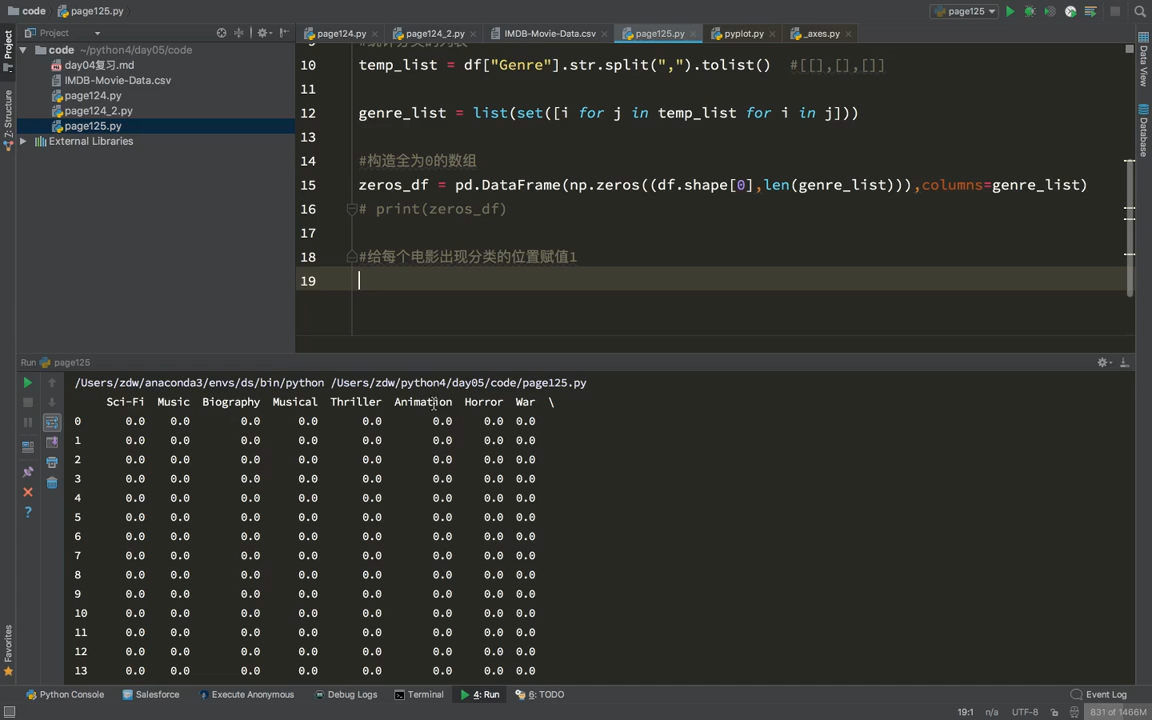 code page125.py
page125
Project
page124.py page124_2.py IMDB-Movie-Data.csv page125.py pyplot.py _axes.py
code ~/python4/day05/code
day04复习.md
IMDB-Movie-Data.csv
page124.py
page124_2.py
page125.py
External Libraries
Project
Z: Structure
Favorites
Data View
Database
9 #统计分类的列表
10 temp_list = df["Genre"].str.split(",").tolist() #[[],[],[]]
11
12 genre_list = list(set([i for j in temp_list for i in j]))
13
14 #构造全为0的数组
15 zeros_df = pd.DataFrame(np.zeros((df.shape[0],len(genre_list))),columns=genre_list)
16 # print(zeros_df)
17
18 #给每个电影出现分类的位置赋值1
19
Run page125
/Users/zdw/anaconda3/envs/ds/bin/python /Users/zdw/python4/day05/code/page125.py
Sci-Fi Music Biography Musical Thriller Animation Horror War \
0 0.0 0.0 0.0 0.0 0.0 0.0 0.0 0.0
1 0.0 0.0 0.0 0.0 0.0 0.0 0.0 0.0
2 0.0 0.0 0.0 0.0 0.0 0.0 0.0 0.0
3 0.0 0.0 0.0 0.0 0.0 0.0 0.0 0.0
4 0.0 0.0 0.0 0.0 0.0 0.0 0.0 0.0
5 0.0 0.0 0.0 0.0 0.0 0.0 0.0 0.0
6 0.0 0.0 0.0 0.0 0.0 0.0 0.0 0.0
7 0.0 0.0 0.0 0.0 0.0 0.0 0.0 0.0
8 0.0 0.0 0.0 0.0 0.0 0.0 0.0 0.0
9 0.0 0.0 0.0 0.0 0.0 0.0 0.0 0.0
10 0.0 0.0 0.0 0.0 0.0 0.0 0.0 0.0
11 0.0 0.0 0.0 0.0 0.0 0.0 0.0 0.0
12 0.0 0.0 0.0 0.0 0.0 0.0 0.0 0.0
13 0.0 0.0 0.0 0.0 0.0 0.0 0.0 0.0
Python Console Salesforce Execute Anonymous Debug Logs Terminal 4: Run 6: TODO Event Log
19:1 n/a UTF-8 831 of 1466M